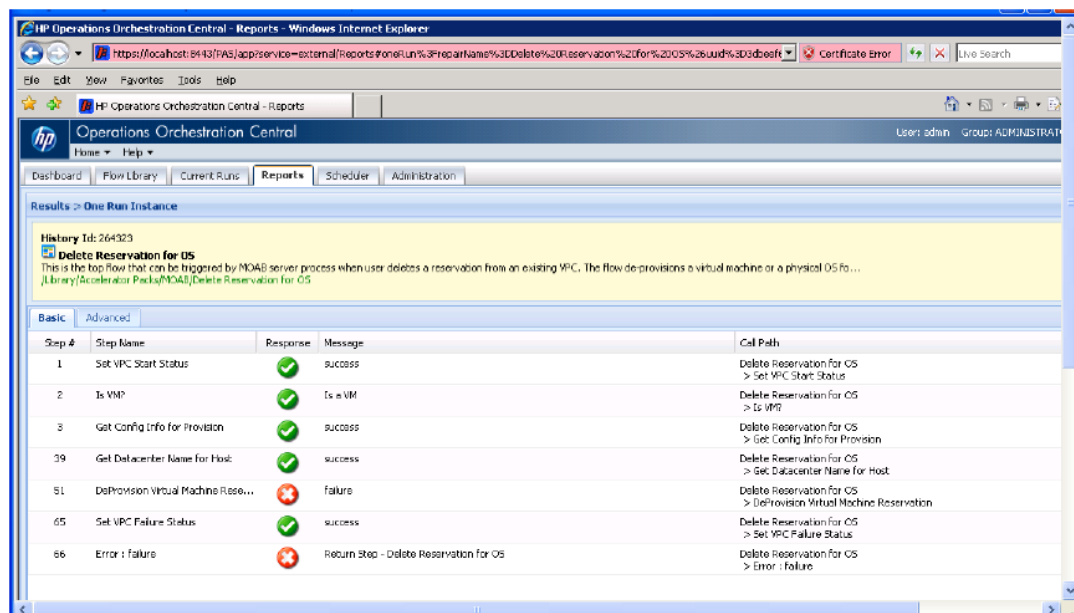 HP Operations Orchestration Central - Reports - Windows Internet Explorer
https://localhost:8443/PAS/app?service=external/Reports#oneRun%3FrepairName%3DDelete%20Reservation%20for%20OS%26uuid%3D3dbeefe
Certificate Error
Live Search
File Edit View Favorites Tools Help
HP Operations Orchestration Central - Reports
hp
Operations Orchestration Central
User: admin Group: ADMINISTRATO
Home Help
Dashboard Flow Library Current Runs Reports Scheduler Administration
Results > One Run Instance
History Id: 264323
Delete Reservation for OS
This is the top flow that can be triggered by MOAB server process when user deletes a reservation from an existing VPC. The flow de-provisions a virtual machine or a physical OS fo...
/Library/Accelerator Packs/MOAB/Delete Reservation for OS
Basic Advanced
Step # Step Name Response Message Call Path
1 Set VPC Start Status success Delete Reservation for OS
> Set VPC Start Status
2 Is VM? Is a VM Delete Reservation for OS
> Is VM?
3 Get Config Info for Provision success Delete Reservation for OS
> Get Config Info for Provision
39 Get Datacenter Name for Host success Delete Reservation for OS
> Get Datacenter Name for Host
51 DeProvision Virtual Machine Rese... failure Delete Reservation for OS
> DeProvision Virtual Machine Reservation
65 Set VPC Failure Status success Delete Reservation for OS
> Set VPC Failure Status
66 Error : failure Return Step - Delete Reservation for OS Delete Reservation for OS
> Error : failure